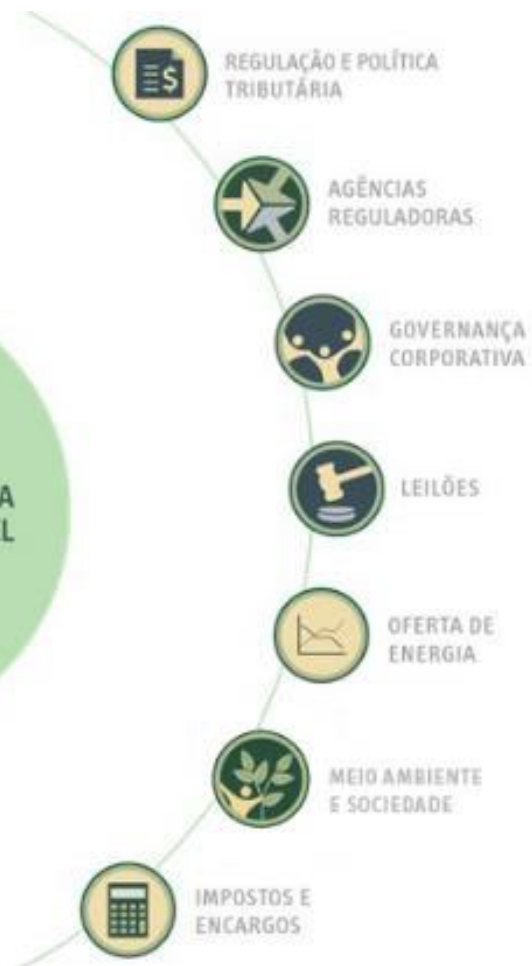 REGULAÇÃO E POLÍTICA
TRIBUTÁRIA
AGÊNCIAS
REGULADORAS
GOVERNANÇA
CORPORATIVA
LEILÕES
A
L
OFERTA DE
ENERGIA
MEIO AMBIENTE
E SOCIEDADE
IMPOSTOS E
ENCARGOS